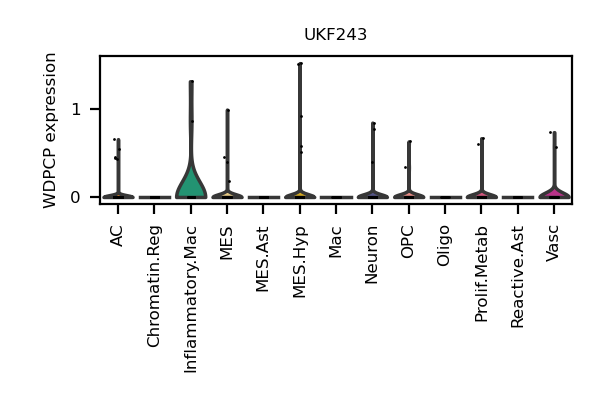 UKF243
WDPCP expression
1
0
AC
Chromatin.Reg
Inflammatory.Mac
MES
MES.Ast
MES.Hyp
Mac
Neuron
OPC
Oligo
Prolif.Metab
Reactive.Ast
Vasc